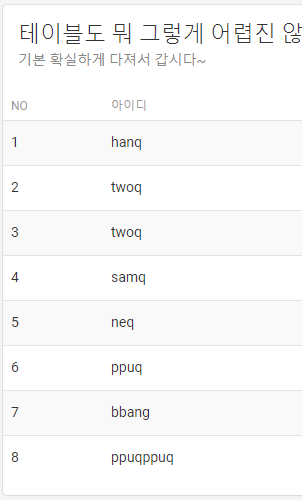 테이블도 뭐 그렇게 어렵진 않
기본 확실하게 다져서 갑시다~
NO 아이디
1 hanq
2 twoq
3 twoq
4 samq
5 neq
6 ppuq
7 bbang
8 ppuqppuq